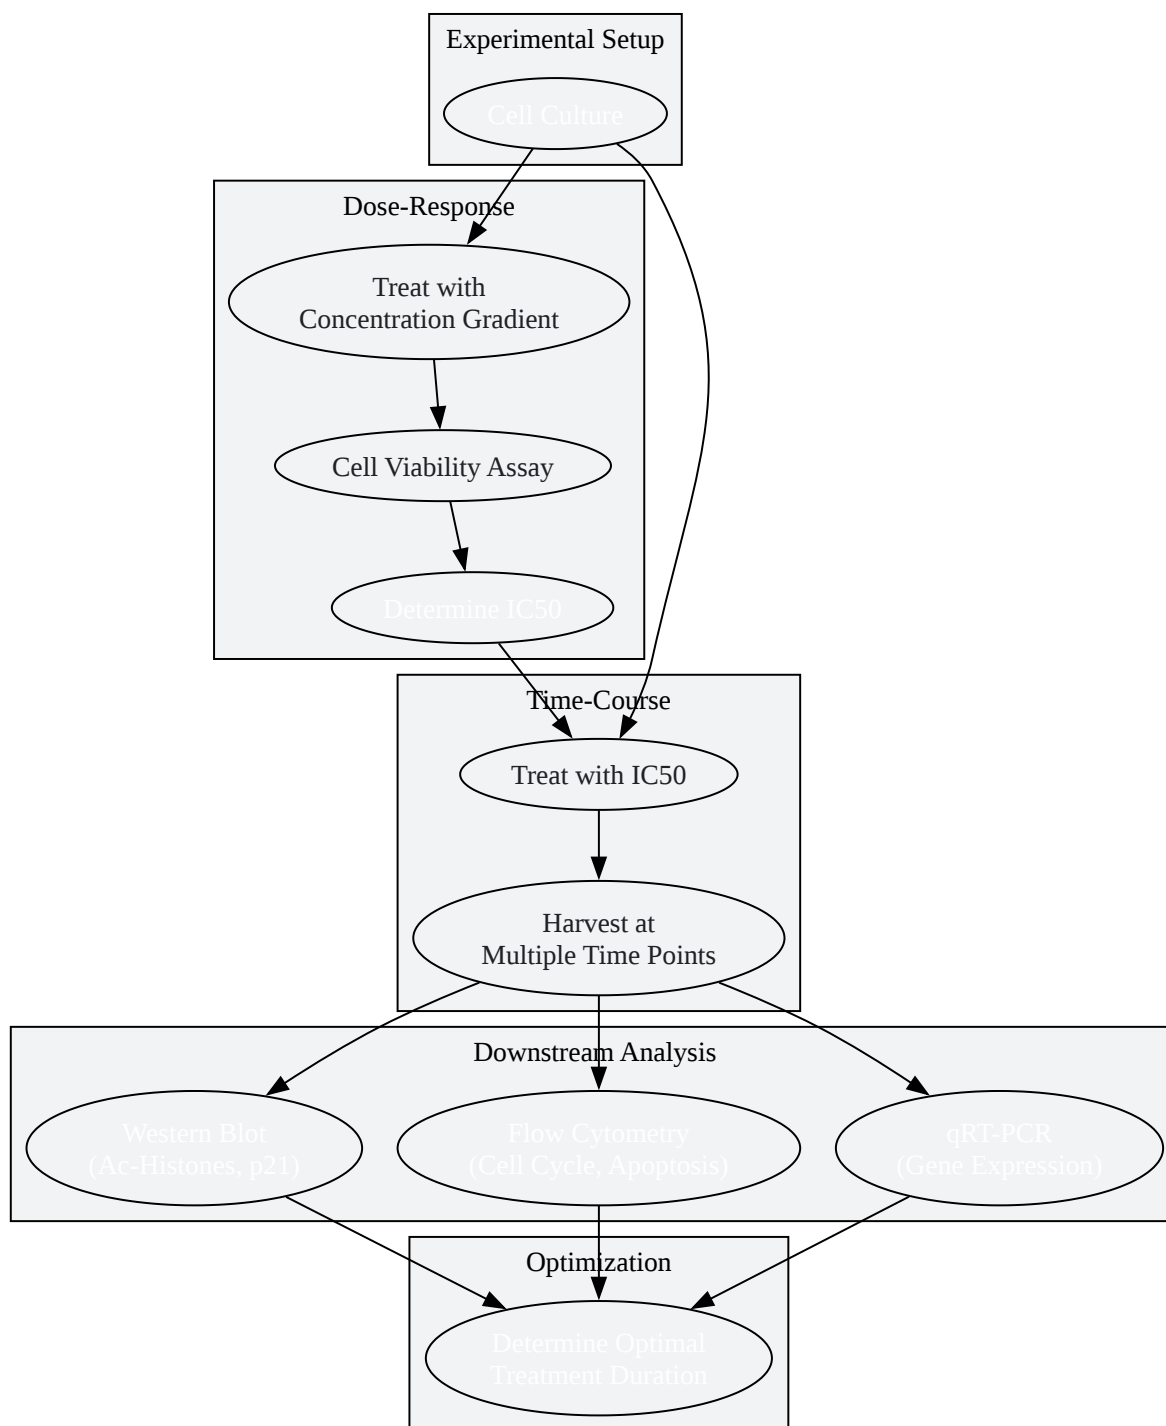 Experimental Setup
Cell Culture
Dose-Response
Treat with
Concentration Gradient
Cell Viability Assay
Determine IC50
Time-Course
Treat with IC50
Harvest at
Multiple Time Points
Downstream Analysis
Western Blot
(Ac-Histones, p21)
Flow Cytometry
(Cell Cycle, Apoptosis)
qRT-PCR
(Gene Expression)
Optimization
Determine Optimal
Treatment Duration